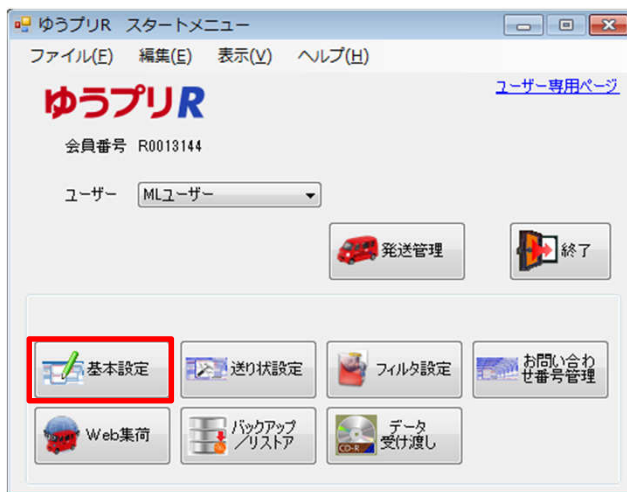 ゆうプリR スタートメニュー
ファイル(F) 編集(E) 表示(V) ヘルプ(H)
ユーザー専用ページ
ゆうプリR
会員番号 R0013144
ユーザー MLユーザー
発送管理
終了
基本設定
送り状設定
フィルタ設定
お問い合わ
せ番号管理
Web集荷
バックアップ
／リストア
CD-R
データ
受け渡し